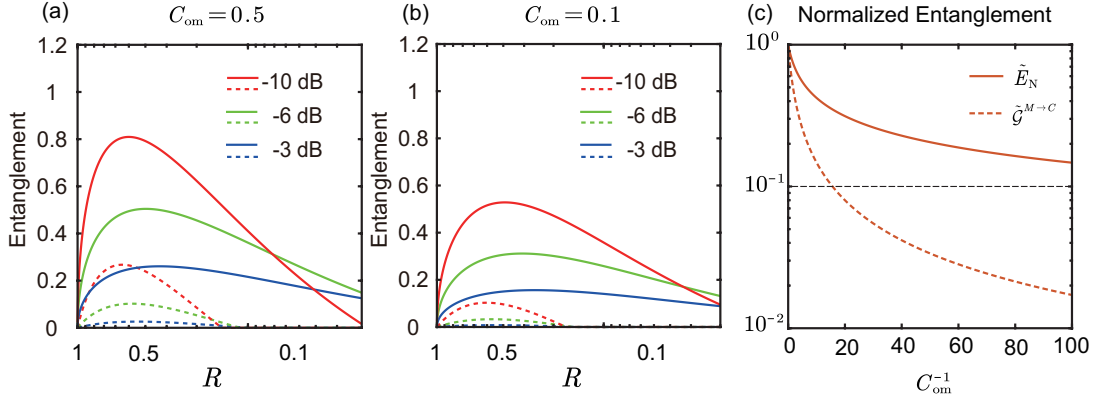 (a)
C_om = 0.5
Entanglement
1.2
1
0.8
0.6
0.4
0.2
0
-10 dB
-6 dB
-3 dB
1
0.5
0.1
R
(b)
C_om = 0.1
Entanglement
1.2
1
0.8
0.6
0.4
0.2
0
-10 dB
-6 dB
-3 dB
1
0.5
0.1
R
(c) Normalized Entanglement
10^0
10^-1
10^-2
Ẽ_N
𝒢̃^{M→C}
0
20
40
60
80
100
C_om^-1